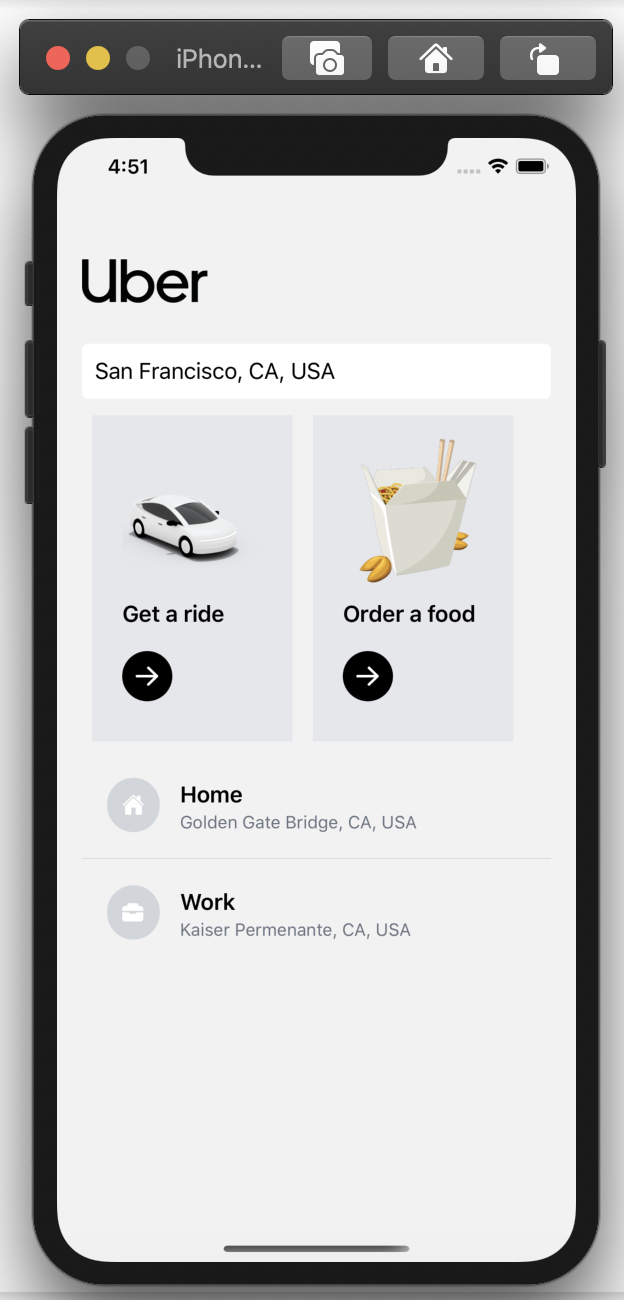 iPhon...
4:51
Uber
San Francisco, CA, USA
Get a ride
Order a food
Home
Golden Gate Bridge, CA, USA
Work
Kaiser Permenante, CA, USA